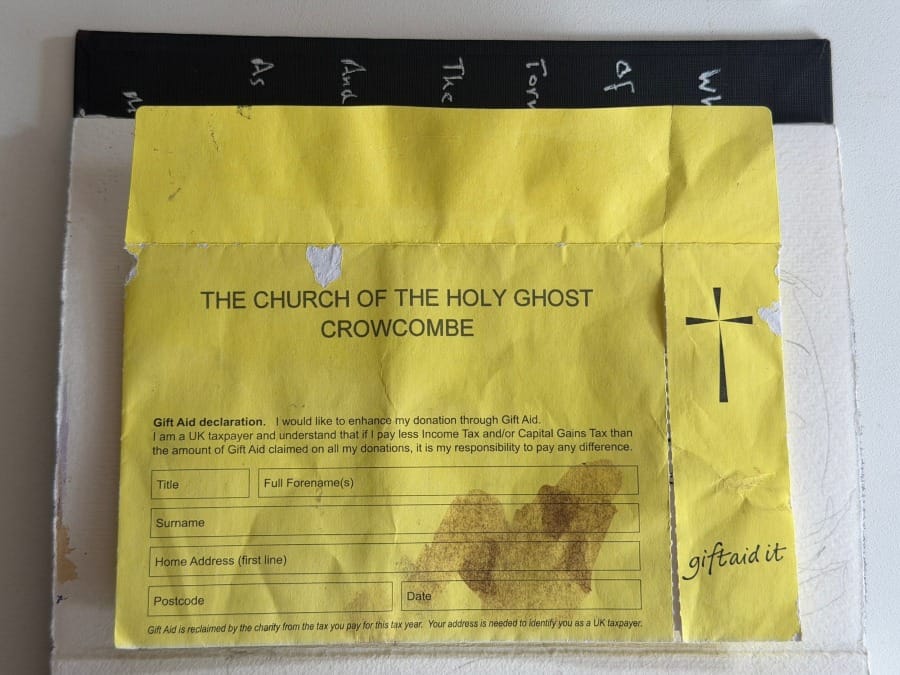 As
And
The
Of
THE CHURCH OF THE HOLY GHOST
CROWCOMBE
Gift Aid declaration. I would like to enhance my donation through Gift Aid.
I am a UK taxpayer and understand that if I pay less Income Tax and/or Capital Gains Tax than
the amount of Gift Aid claimed on all my donations, it is my responsibility to pay any difference.
Title
Full Forename(s)
Surname
Home Address (first line)
Postcode
Date
Gift Aid is reclaimed by the charity from the tax you pay for this tax year. Your address is needed to identify you as a UK taxpayer.
giftaid it